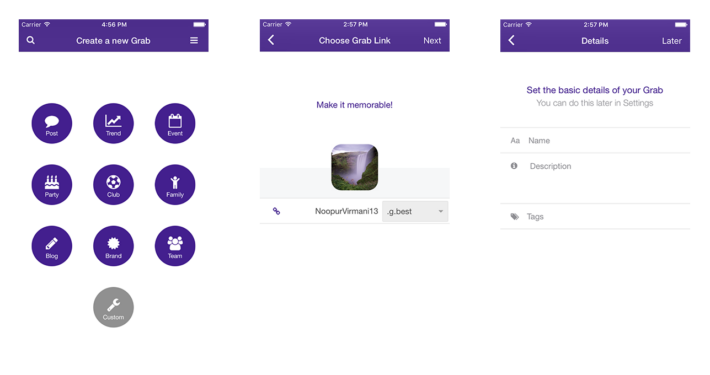 Carrier
4:56 PM
Create a new Grab
Post
Trend
Event
Party
Club
Family
Blog
Brand
Team
Custom
Carrier
2:57 PM
Choose Grab Link
Next
Make it memorable!
NoopurVirmani13
.g.best
Carrier
2:57 PM
Details
Later
Set the basic details of your Grab
You can do this later in Settings
Aa Name
Description
Tags